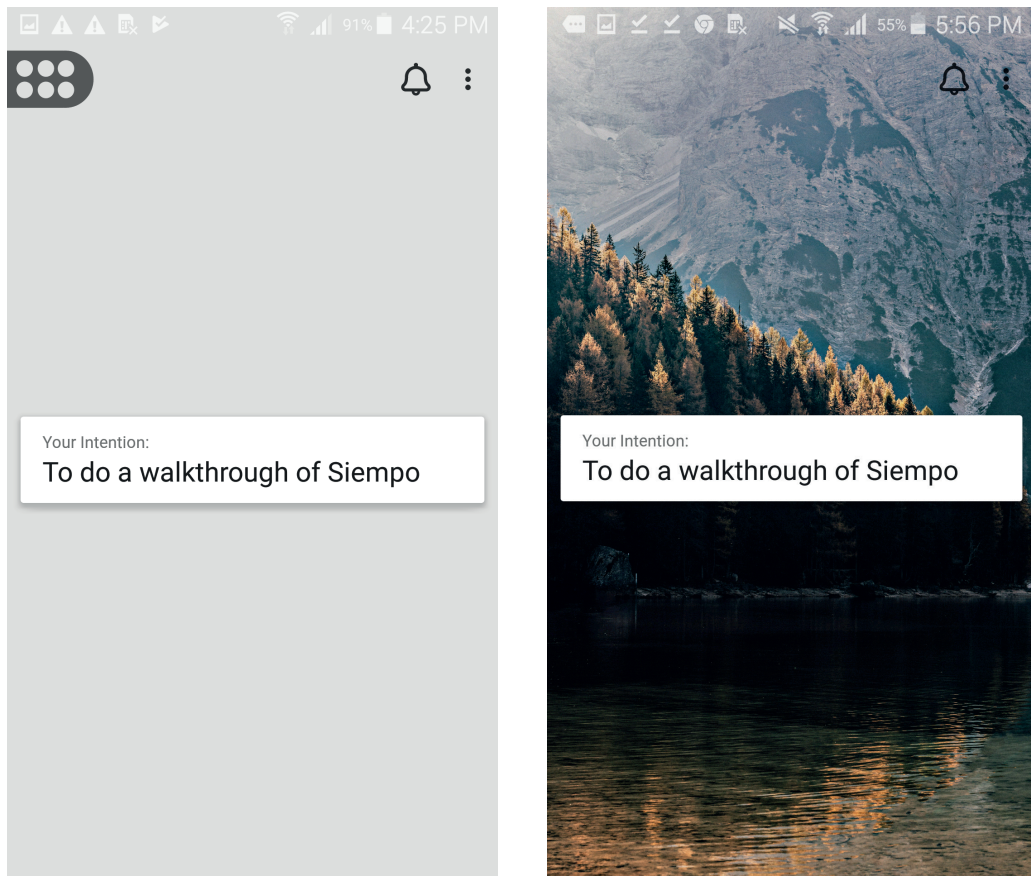 91% 4:25 PM
Your Intention:
To do a walkthrough of Siempo
55% 5:56 PM
Your Intention:
To do a walkthrough of Siempo